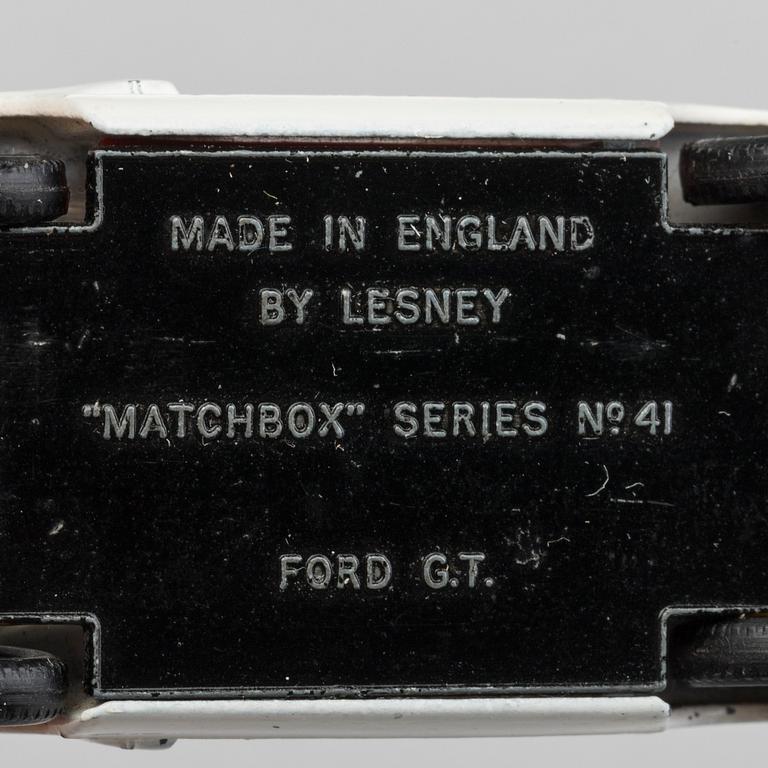 MADE IN ENGLAND
BY LESNEY
"MATCHBOX" SERIES Nº 41
FORD G.T.